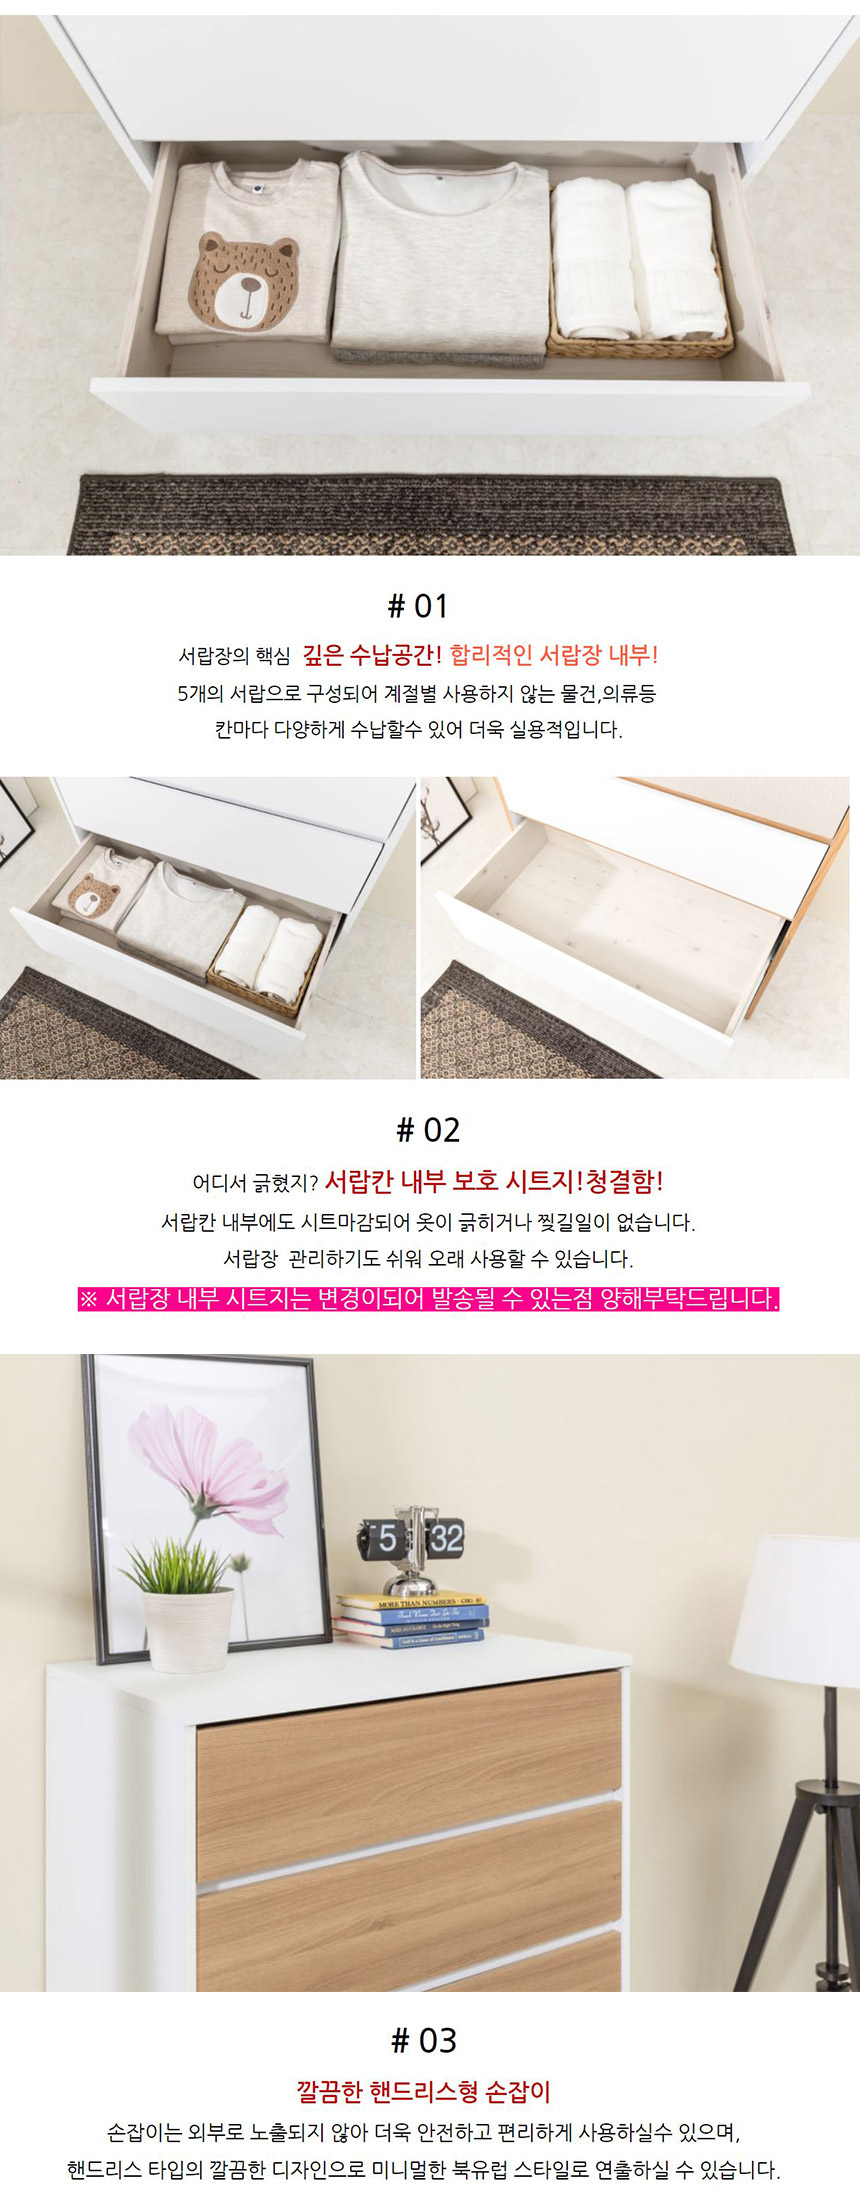 # 01
서랍장의 핵심 깊은 수납공간! 합리적인 서랍장 내부!
5개의 서랍으로 구성되어 계절별 사용하지 않는 물건,의류등
칸마다 다양하게 수납할수 있어 더욱 실용적입니다.
# 02
어디서 긁혔지? 서랍칸 내부 보호 시트지!청결함!
서랍칸 내부에도 시트마감되어 옷이 긁히거나 찢길일이 없습니다.
서랍장 관리하기도 쉬워 오래 사용할 수 있습니다.
※ 서랍장 내부 시트지는 변경이되어 발송될 수 있는점 양해부탁드립니다.
5 32
MORE THAN NUMBERS
# 03
깔끔한 핸드리스형 손잡이
손잡이는 외부로 노출되지 않아 더욱 안전하고 편리하게 사용하실수 있으며,
핸드리스 타입의 깔끔한 디자인으로 미니멀한 북유럽 스타일로 연출하실 수 있습니다.